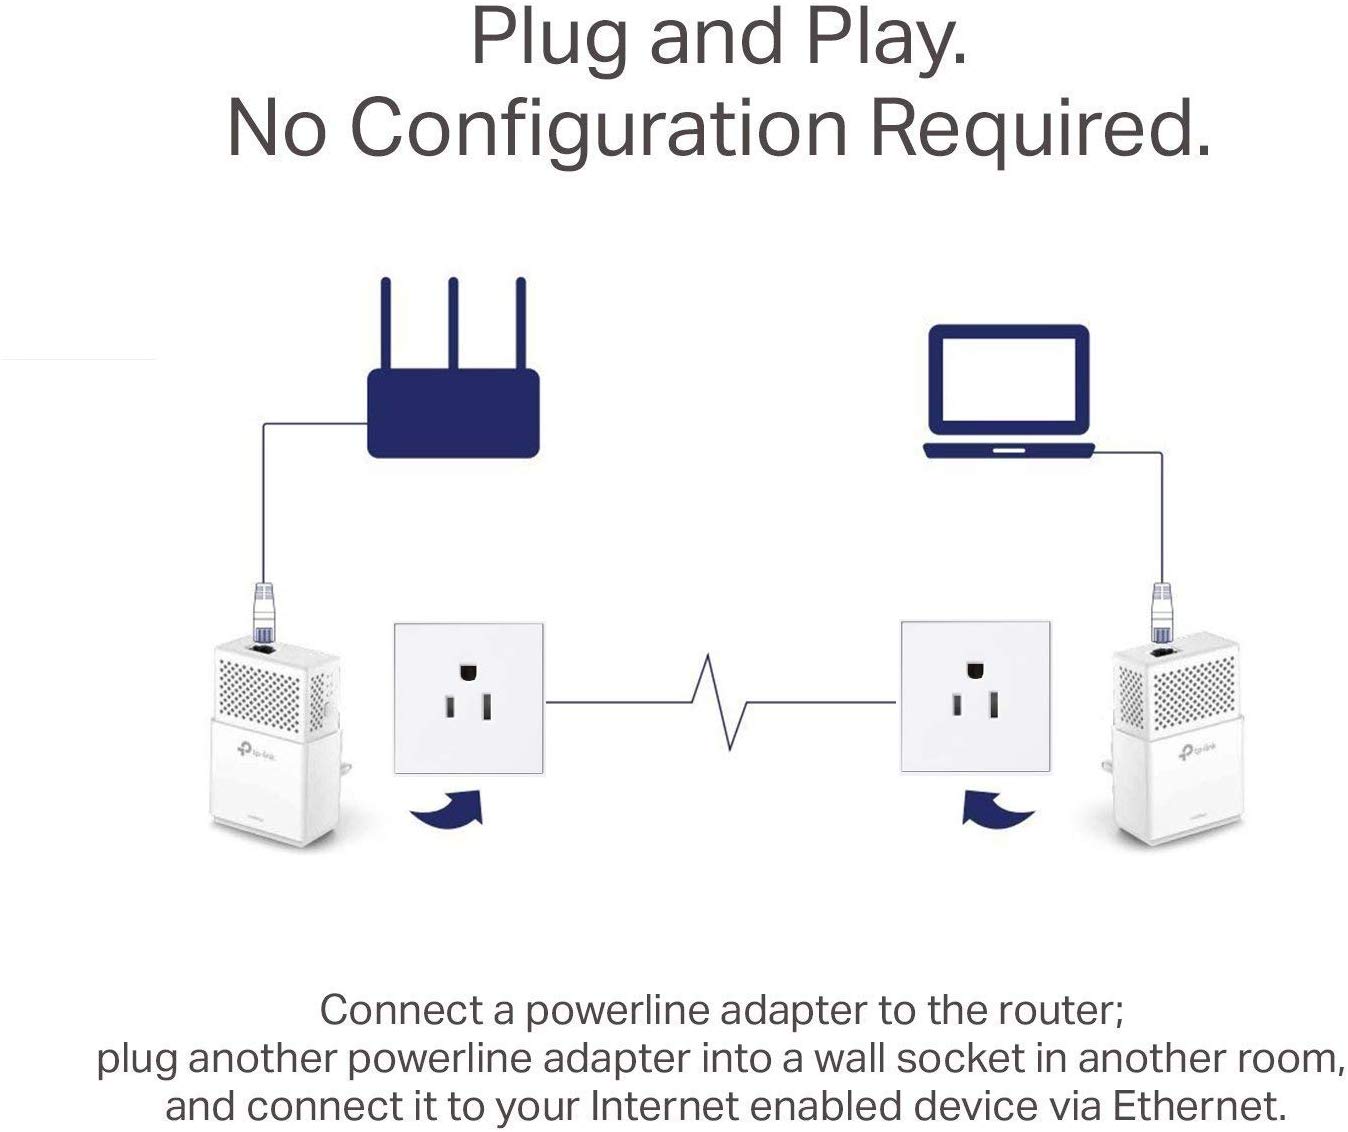 Plug and Play.
No Configuration Required.
tp-link
tp-link
Connect a powerline adapter to the router;
plug another powerline adapter into a wall socket in another room,
and connect it to your Internet enabled device via Ethernet.